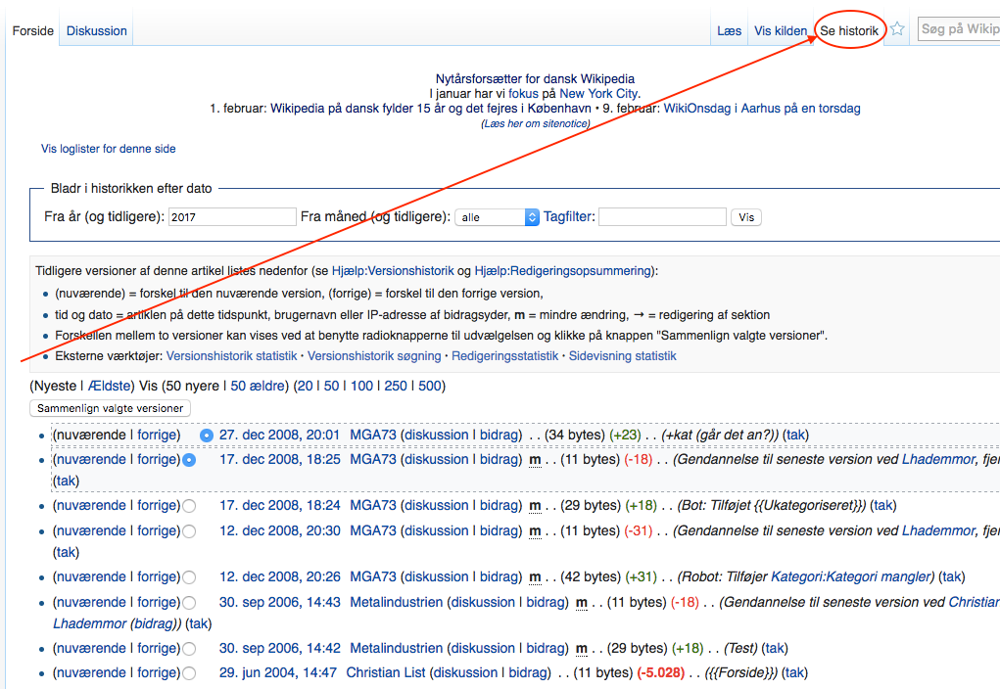 Forside Diskussion Læs Vis kilden Se historik Søg på Wikip
Nytårsforsætter for dansk Wikipedia
I januar har vi fokus på New York City.
1. februar: Wikipedia på dansk fylder 15 år og det fejres i København • 9. februar: WikiOnsdag i Aarhus på en torsdag
(Læs her om sitenotice)
Vis loglister for denne side
Bladr i historikken efter dato
Fra år (og tidligere): 2017 Fra måned (og tidligere): alle Tagfilter: Vis
Tidligere versioner af denne artikel listes nedenfor (se Hjælp:Versionshistorik og Hjælp:Redigeringsopsummering):
• (nuværende) = forskel til den nuværende version, (forrige) = forskel til den forrige version,
• tid og dato = artiklen på dette tidspunkt, brugernavn eller IP-adresse af bidragsyder, m = mindre ændring, → = redigering af sektion
• Forskellen mellem to versioner kan vises ved at benytte radioknapperne til udvælgelsen og klikke på knappen "Sammenlign valgte versioner".
• Eksterne værktøjer: Versionshistorik statistik · Versionshistorik søgning · Redigeringsstatistik · Sidevisning statistik
(Nyeste | Ældste) Vis (50 nyere | 50 ældre) (20 | 50 | 100 | 250 | 500)
Sammenlign valgte versioner
• (nuværende | forrige) 27. dec 2008, 20:01 MGA73 (diskussion | bidrag) . . (34 bytes) (+23) . . (+kat (går det an?)) (tak)
• (nuværende | forrige) 17. dec 2008, 18:25 MGA73 (diskussion | bidrag) m . . (11 bytes) (-18) . . (Gendannelse til seneste version ved Lhademmor, fjer
(tak)
• (nuværende | forrige) 17. dec 2008, 18:24 MGA73 (diskussion | bidrag) m . . (29 bytes) (+18) . . (Bot: Tilføjet {{Ukategoriseret}}) (tak)
• (nuværende | forrige) 12. dec 2008, 20:30 MGA73 (diskussion | bidrag) m . . (11 bytes) (-31) . . (Gendannelse til seneste version ved Lhademmor, fjer
(tak)
• (nuværende | forrige) 12. dec 2008, 20:26 MGA73 (diskussion | bidrag) m . . (42 bytes) (+31) . . (Robot: Tilføjer Kategori:Kategori mangler) (tak)
• (nuværende | forrige) 30. sep 2006, 14:43 Metalindustrien (diskussion | bidrag) m . . (11 bytes) (-18) . . (Gendannelse til seneste version ved Christian
Lhademmor (bidrag)) (tak)
• (nuværende | forrige) 30. sep 2006, 14:42 Metalindustrien (diskussion | bidrag) m . . (29 bytes) (+18) . . (Test) (tak)
• (nuværende | forrige) 29. jun 2004, 14:47 Christian List (diskussion | bidrag) . . (11 bytes) (-5.028) . . ({{Forside}}) (tak)